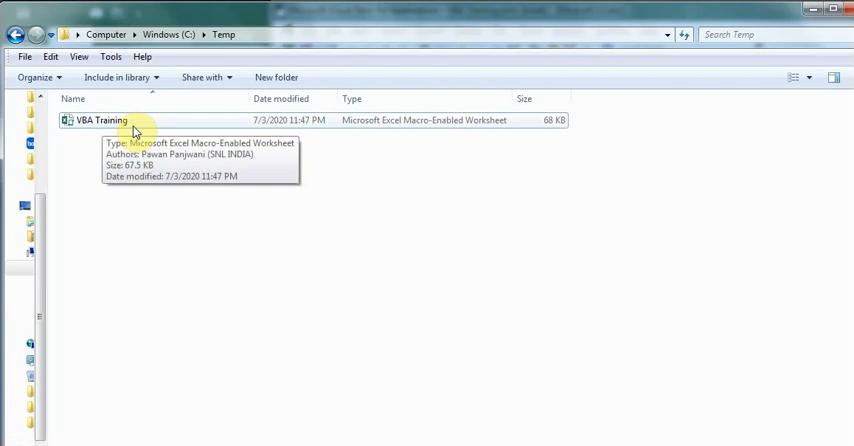 Computer Windows (C:) Temp Search Temp
File Edit View Tools Help
Organize Include in library Share with New folder
Name Date modified Type Size
VBA Training 7/3/2020 11:47 PM Microsoft Excel Macro-Enabled Worksheet 68 KB
Type: Microsoft Excel Macro-Enabled Worksheet
Authors: Pawan Panjwani (SNL INDIA)
Size: 67.5 KB
Date modified: 7/3/2020 11:47 PM